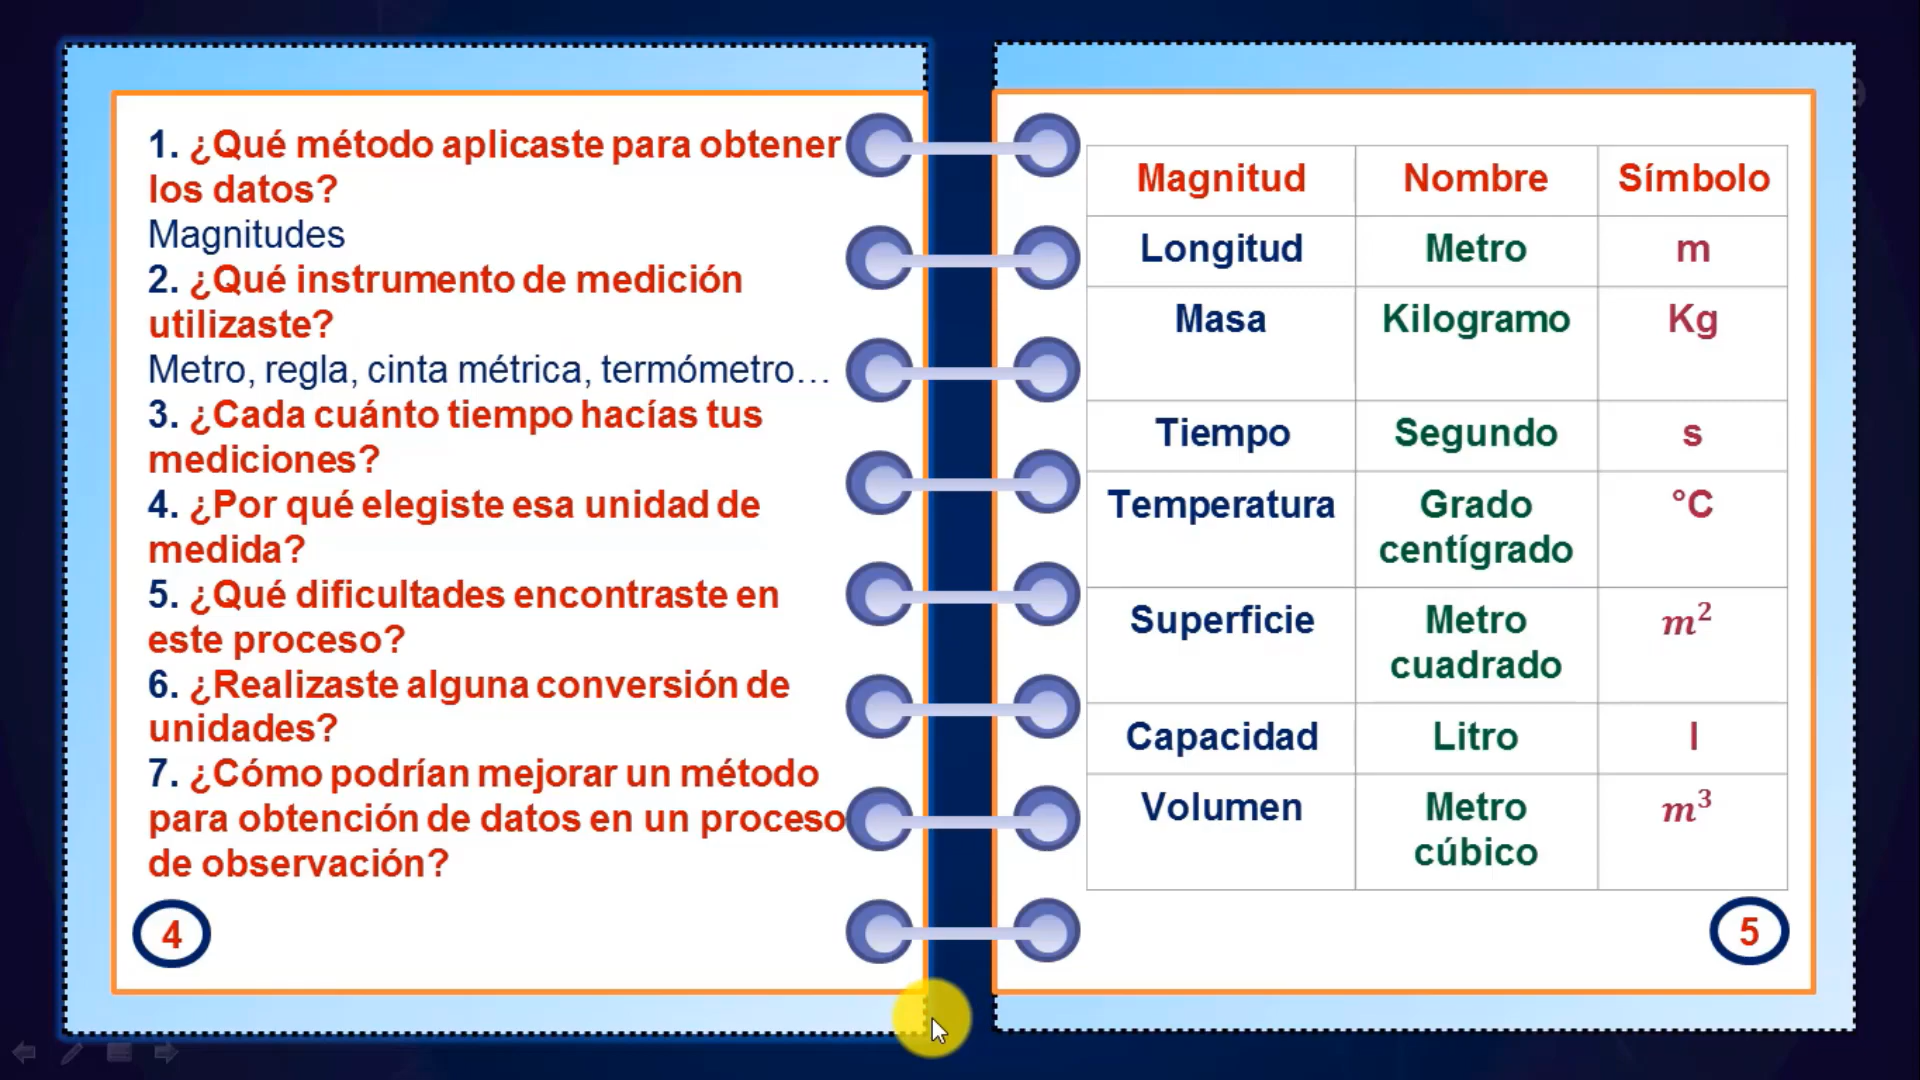 1. ¿Qué método aplicaste para obtener
los datos?
Magnitudes
2. ¿Qué instrumento de medición
utilizaste?
Metro, regla, cinta métrica, termómetro…
3. ¿Cada cuánto tiempo hacías tus
mediciones?
4. ¿Por qué elegiste esa unidad de
medida?
5. ¿Qué dificultades encontraste en
este proceso?
6. ¿Realizaste alguna conversión de
unidades?
7. ¿Cómo podrían mejorar un método
para obtención de datos en un proceso
de observación?
4
Magnitud Nombre Símbolo
Longitud Metro m
Masa Kilogramo Kg
Tiempo Segundo s
Temperatura Grado °C
centígrado
Superficie Metro m²
cuadrado
Capacidad Litro l
Volumen Metro m³
cúbico
5